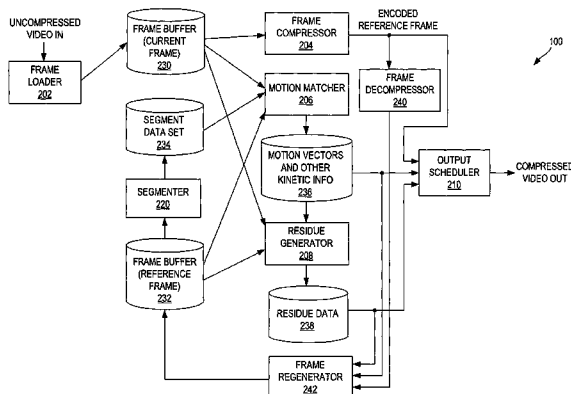 UNCOMPRESSED
VIDEO IN
FRAME
LOADER
202
FRAME BUFFER
(CURRENT
FRAME)
230
FRAME
COMPRESSOR
204
ENCODED
REFERENCE FRAME
100
FRAME
DECOMPRESSOR
240
MOTION MATCHER
206
SEGMENT
DATA SET
234
MOTION VECTORS
AND OTHER
KINETIC INFO
236
OUTPUT
SCHEDULER
210
COMPRESSED
VIDEO OUT
SEGMENTER
220
RESIDUE
GENERATOR
208
FRAME BUFFER
(REFERENCE
FRAME)
232
RESIDUE DATA
238
FRAME
REGENERATOR
242